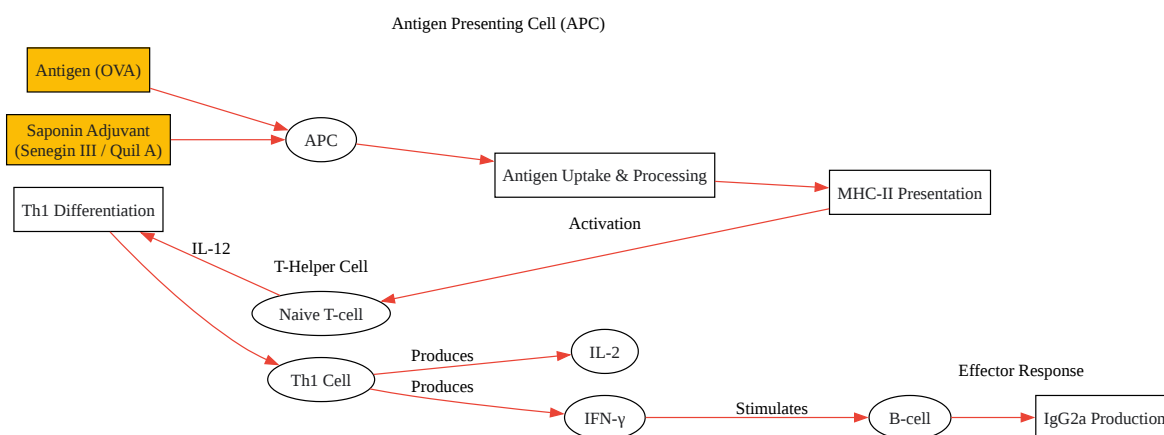 Antigen Presenting Cell (APC)
Antigen (OVA)
Saponin Adjuvant
(Senegin III / Quil A)
APC
Antigen Uptake & Processing
MHC-II Presentation
Th1 Differentiation
Activation
IL-12
T-Helper Cell
Naive T-cell
Produces
IL-2
Th1 Cell
Produces
Effector Response
IFN-γ
Stimulates
B-cell
IgG2a Production